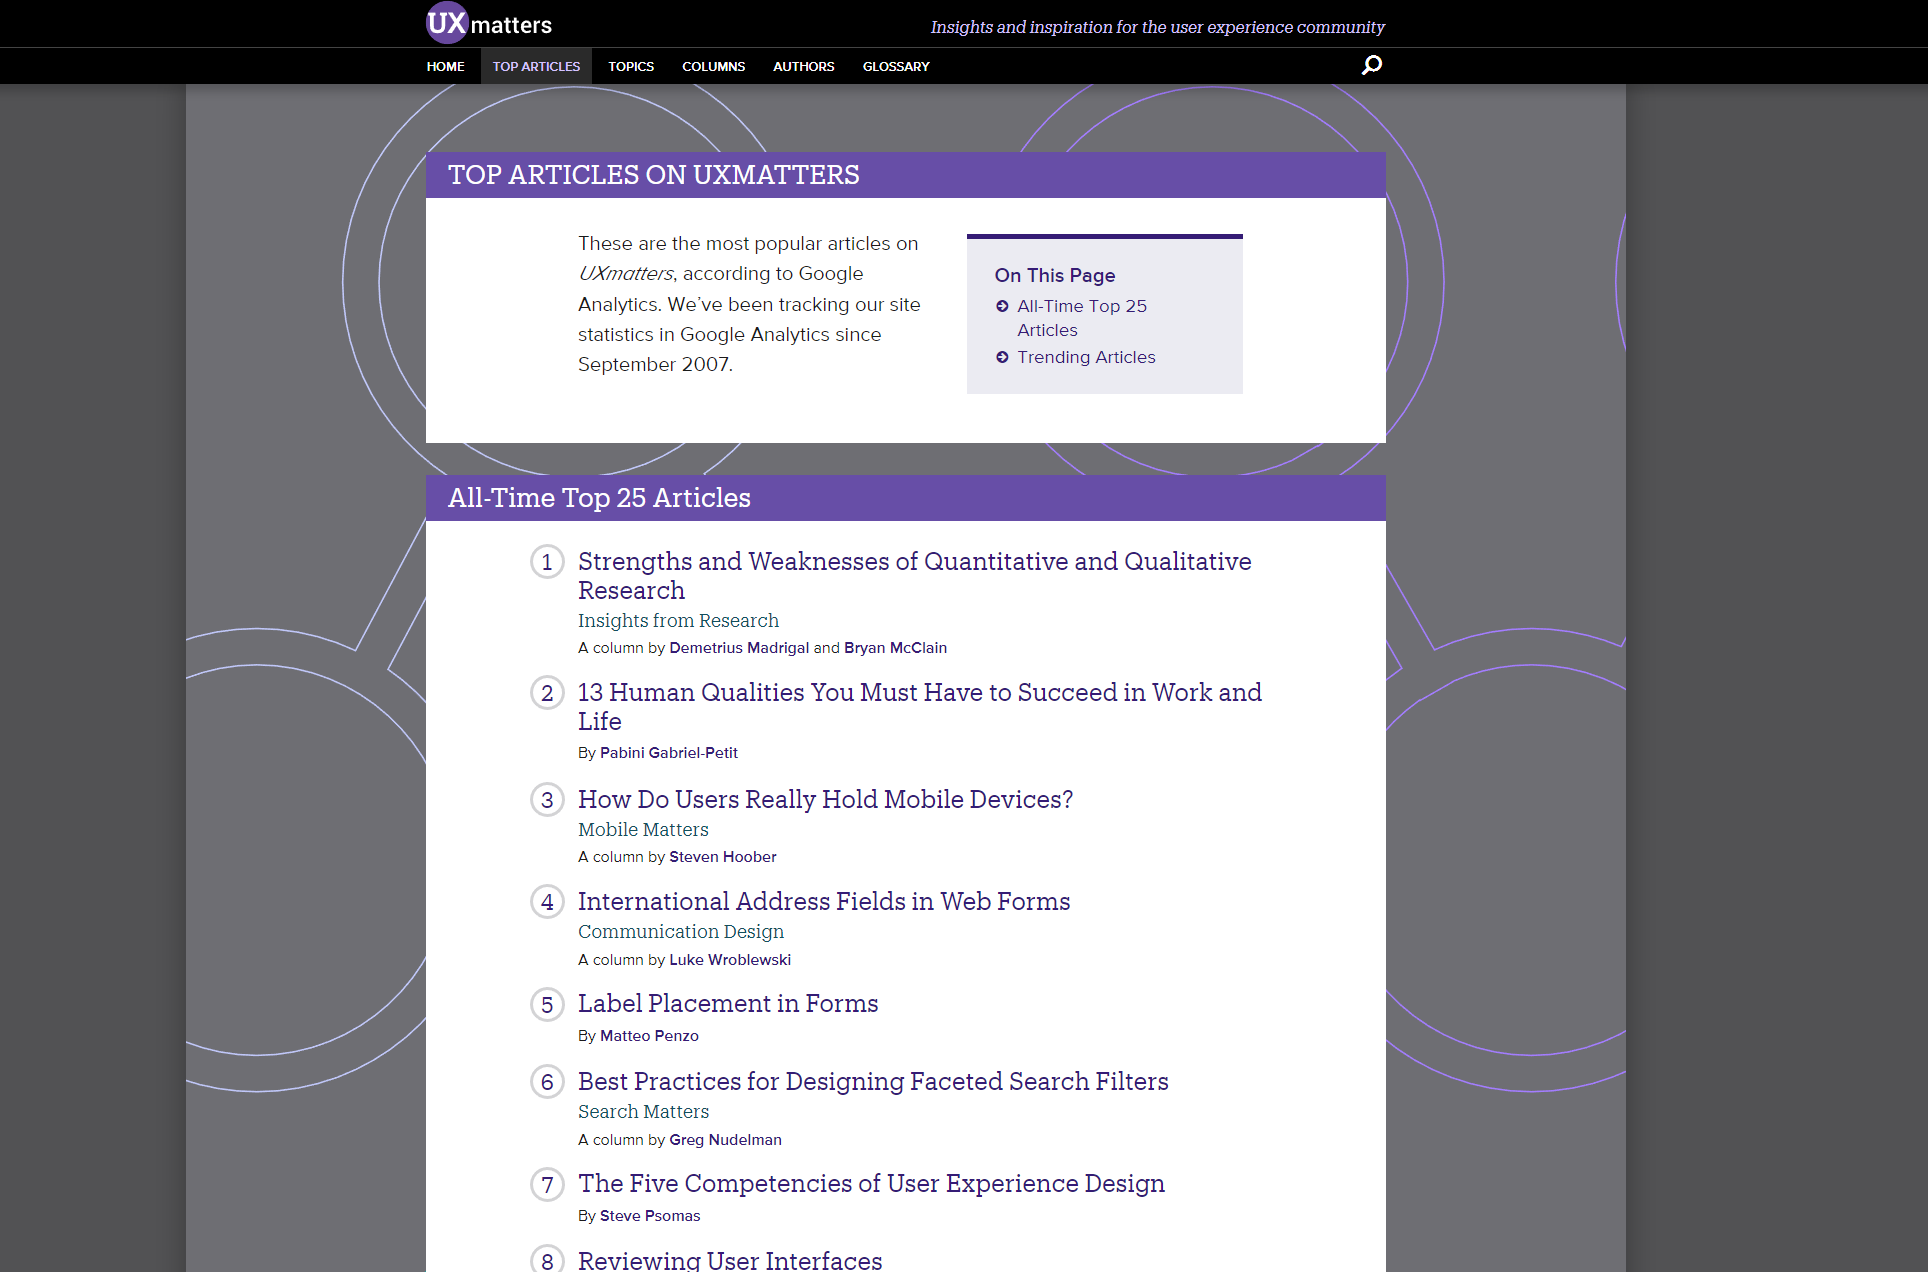 UXmatters
Insights and inspiration for the user experience community
HOME TOP ARTICLES TOPICS COLUMNS AUTHORS GLOSSARY
TOP ARTICLES ON UXMATTERS
These are the most popular articles on
UXmatters, according to Google
Analytics. We’ve been tracking our site
statistics in Google Analytics since
September 2007.
On This Page
All-Time Top 25
Articles
Trending Articles
All-Time Top 25 Articles
1 Strengths and Weaknesses of Quantitative and Qualitative
Research
Insights from Research
A column by Demetrius Madrigal and Bryan McClain
2 13 Human Qualities You Must Have to Succeed in Work and
Life
By Pabini Gabriel-Petit
3 How Do Users Really Hold Mobile Devices?
Mobile Matters
A column by Steven Hoober
4 International Address Fields in Web Forms
Communication Design
A column by Luke Wroblewski
5 Label Placement in Forms
By Matteo Penzo
6 Best Practices for Designing Faceted Search Filters
Search Matters
A column by Greg Nudelman
7 The Five Competencies of User Experience Design
By Steve Psomas
8 Reviewing User Interfaces